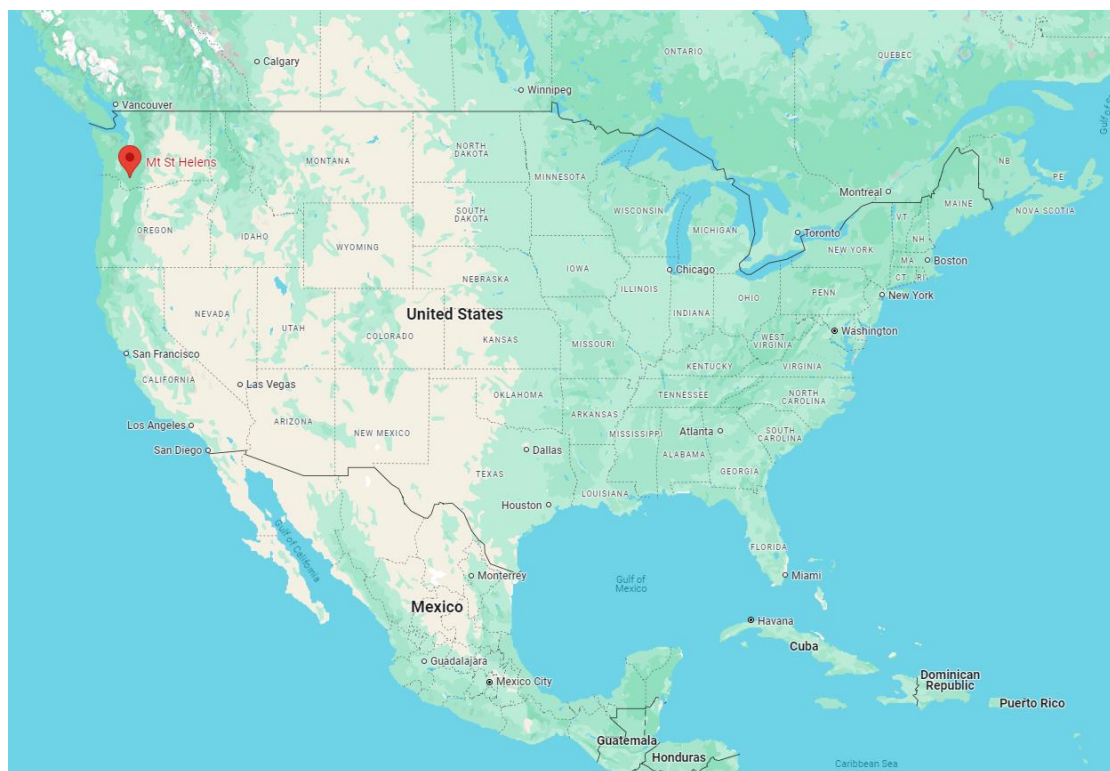 ONTARIO
QUEBEC
Calgary
Winnipeg
Vancouver
Gulf of
Mt St Helens
MONTANA
NORTH
DAKOTA
MINNESOTA
NB
PE
Montreal
MAINE
NOVA SCOTIA
SOUTH
DAKOTA
WISCONSIN
MICHIGAN
VT
OREGON
IDAHO
WYOMING
Toronto
NH
NEW YORK
MA
Boston
IOWA
Chicago
CT
RI
NEBRASKA
ILLINOIS
OHIO
PENN
New York
INDIANA
NEVADA
United States
UTAH
COLORADO
KANSAS
MISSOURI
WEST
VIRGINIA
Washington
San Francisco
KENTUCKY
VIRGINIA
CALIFORNIA
Las Vegas
OKLAHOMA
TENNESSEE
NORTH
CAROLINA
Los Angeles
ARIZONA
NEW MEXICO
ARKANSAS
MISSISSIPPI
Atlanta
SOUTH
CAROLINA
San Diego
Dallas
ALABAMA
TEXAS
GEORGIA
LOUISIANA
Houston
Gulf of California
FLORIDA
Monterrey
Gulf of
Mexico
Miami
Mexico
Havana
Cuba
Guadalajara
Mexico City
Dominican
Republic
Puerto Rico
Guatemala
Honduras
Caribbean Sea